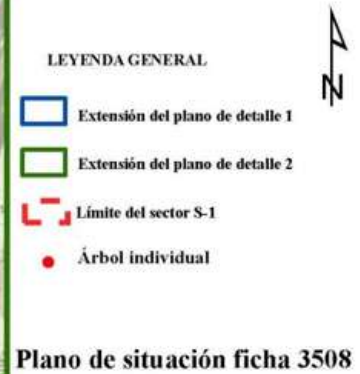 N
LEYENDA GENERAL
Extensión del plano de detalle 1
Extensión del plano de detalle 2
Límite del sector S-1
Árbol individual
Plano de situación ficha 3508